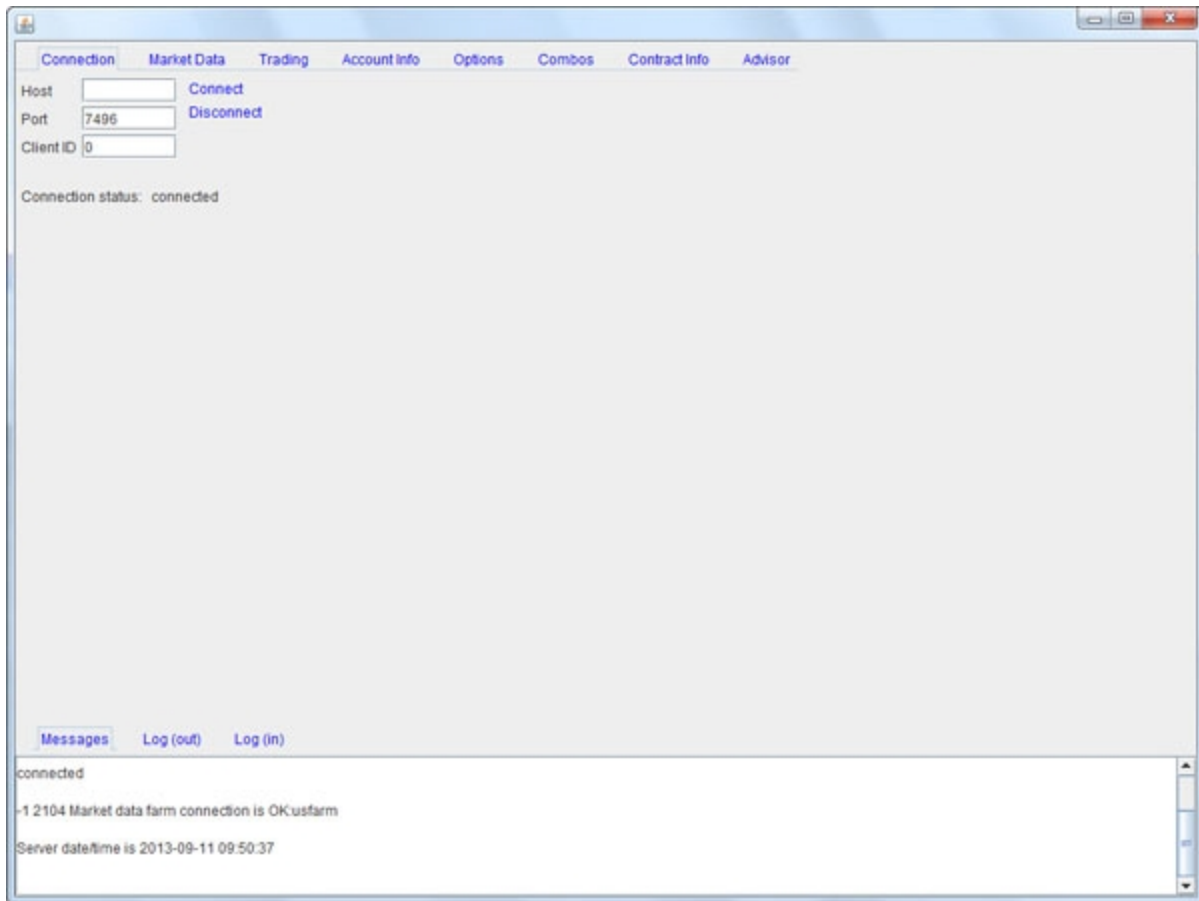 Connection Market Data Trading Account Info Options Combos Contract Info Advisor
Host Connect
Port 7496 Disconnect
Client ID 0
Connection status: connected
Messages Log (out) Log (in)
connected
-1 2104 Market data farm connection is OK:usfarm
Server date/time is 2013-09-11 09:50:37